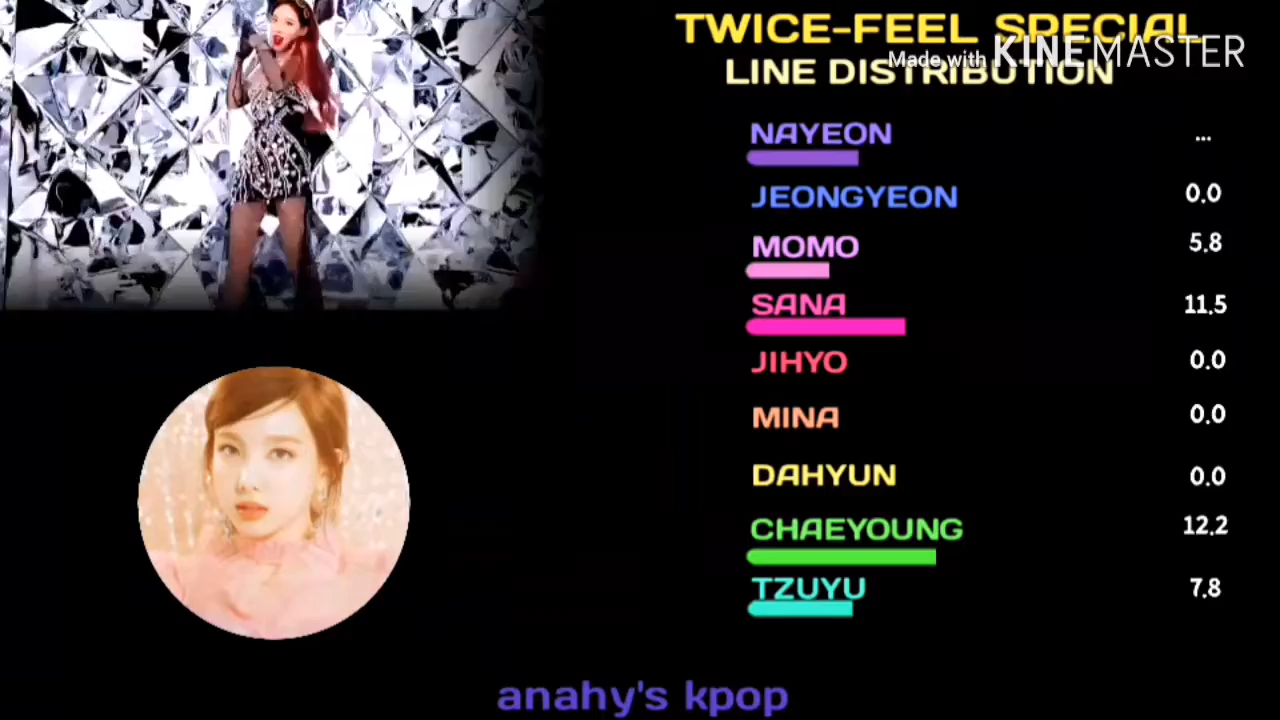 TWICE-FEEL SPECIAL
Made with KINEMASTER
LINE DISTRIBUTION
NAYEON ...
JEONGYEON 0.0
MOMO 5.8
SANA 11.5
JIHYO 0.0
MINA 0.0
DAHYUN 0.0
CHAEYOUNG 12.2
TZUYU 7.8
anahy's kpop